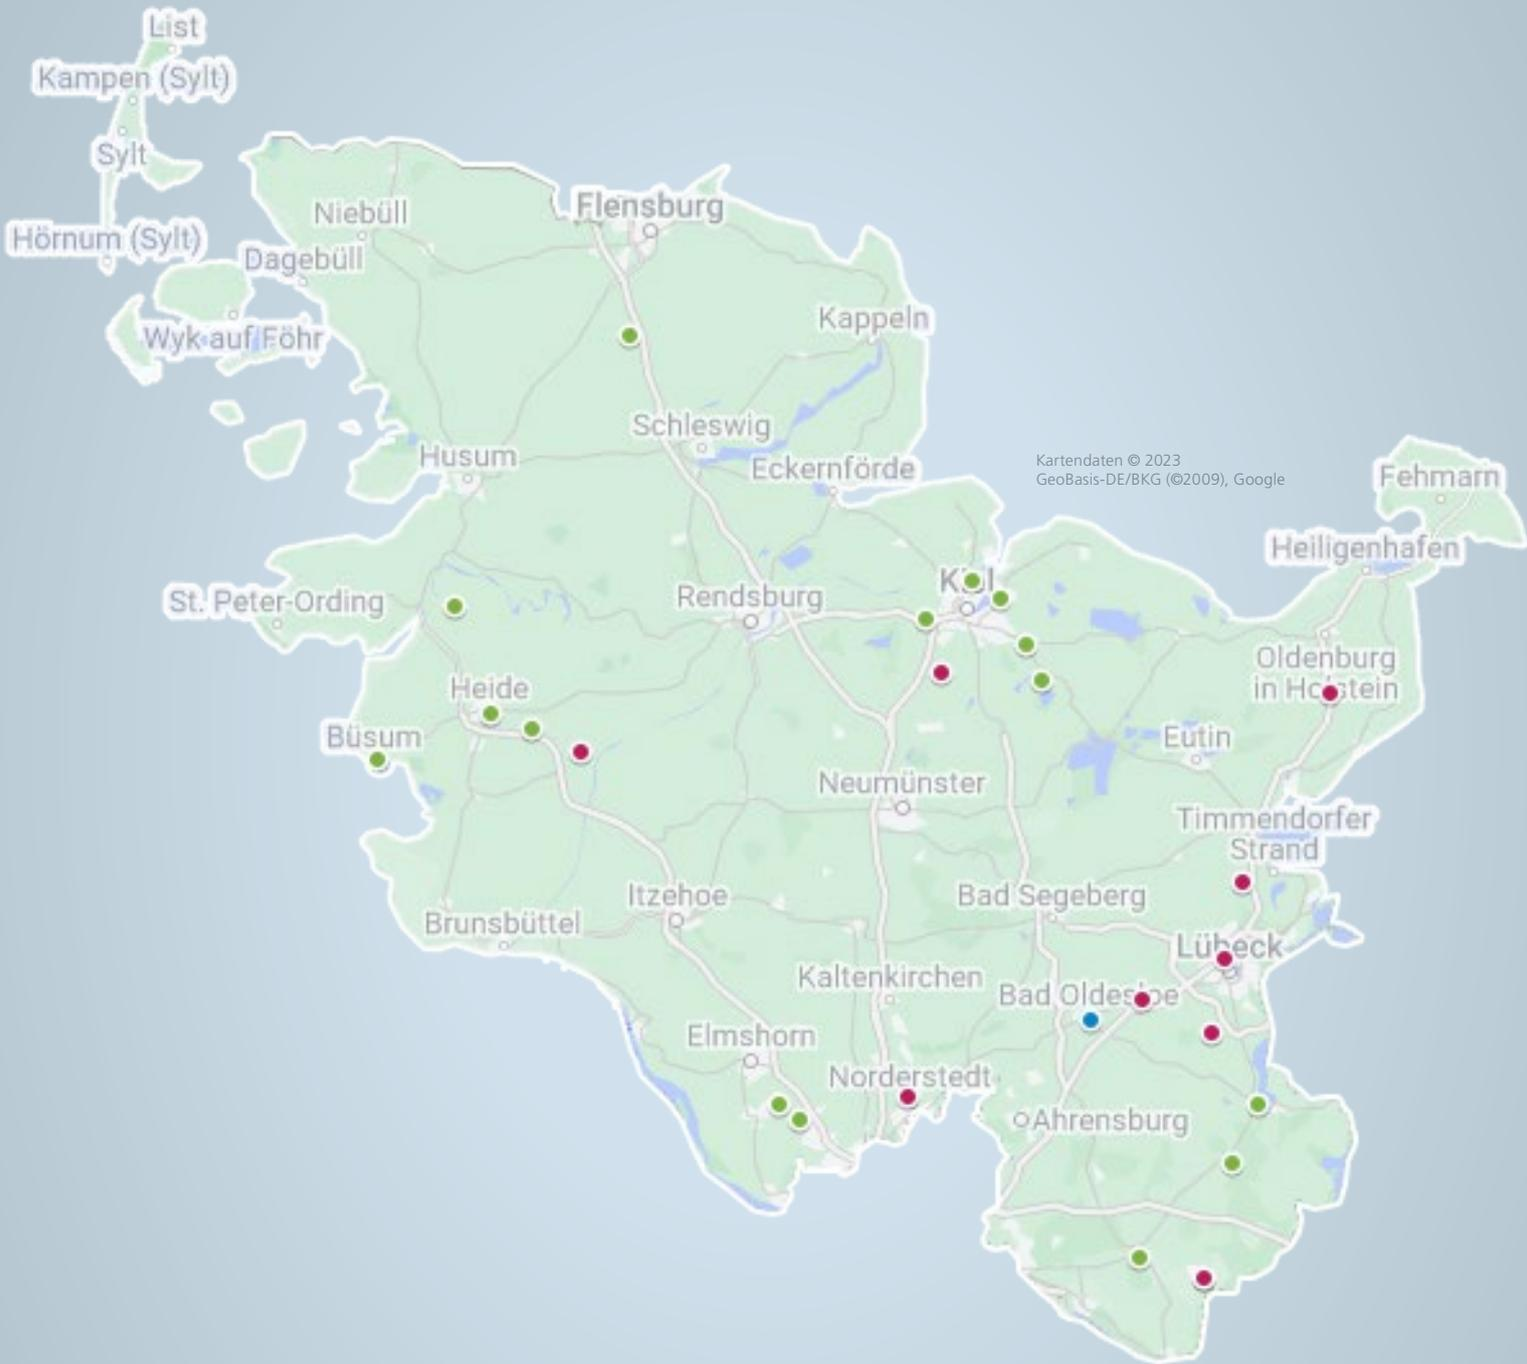 List
Kampen (Sylt)
Sylt
Niebüll
Flensburg
Hörnum (Sylt)
Dagebüll
Kappeln
Wyk auf Föhr
Schleswig
Husum
Eckernförde
Kartendaten © 2023
GeoBasis-DE/BKG (©2009), Google
Fehmarn
Heiligenhafen
Kiel
Rendsburg
St. Peter-Ording
Oldenburg
in Holstein
Heide
Büsum
Eutin
Neumünster
Timmendorfer
Strand
Itzehoe
Bad Segeberg
Brunsbüttel
Lübeck
Kaltenkirchen
Bad Oldesloe
Elmshorn
Norderstedt
Ahrensburg